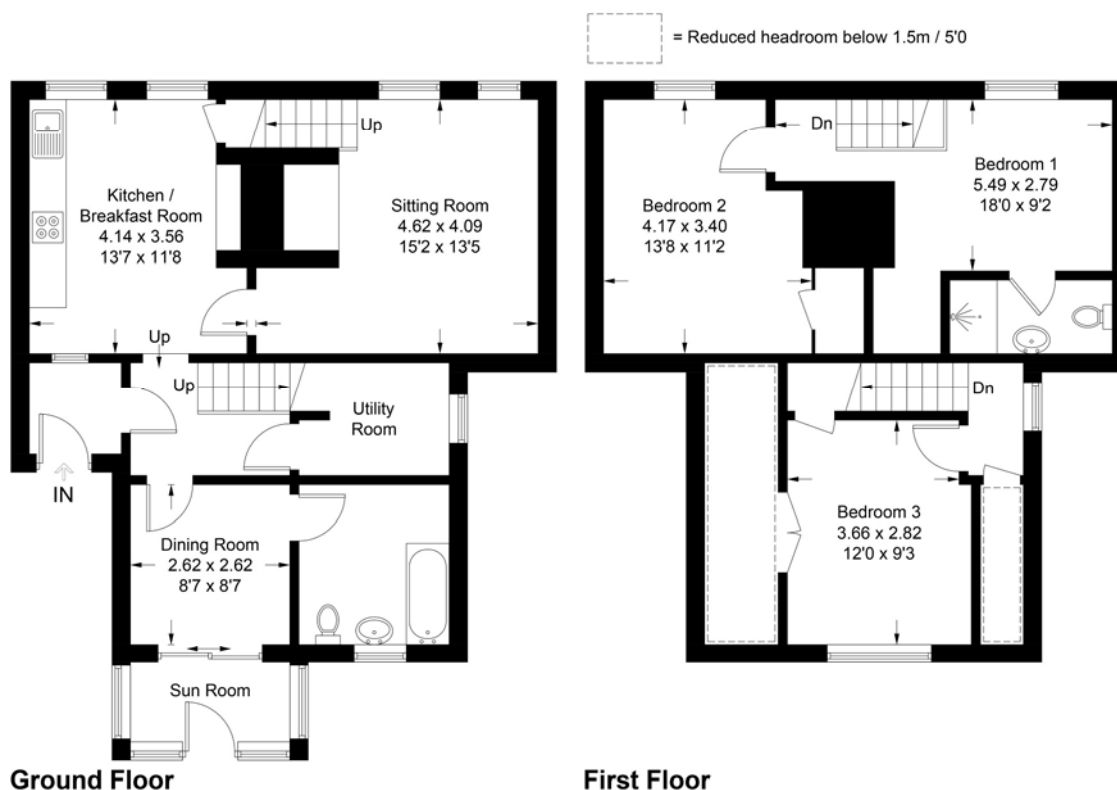 = Reduced headroom below 1.5m / 5'0
Up
Kitchen /
Breakfast Room
4.14 x 3.56
13'7 x 11'8
Sitting Room
4.62 x 4.09
15'2 x 13'5
Up
Up
Utility
Room
IN
Dining Room
2.62 x 2.62
8'7 x 8'7
Sun Room
Ground Floor
Dn
Bedroom 1
5.49 x 2.79
18'0 x 9'2
Bedroom 2
4.17 x 3.40
13'8 x 11'2
Dn
Bedroom 3
3.66 x 2.82
12'0 x 9'3
First Floor